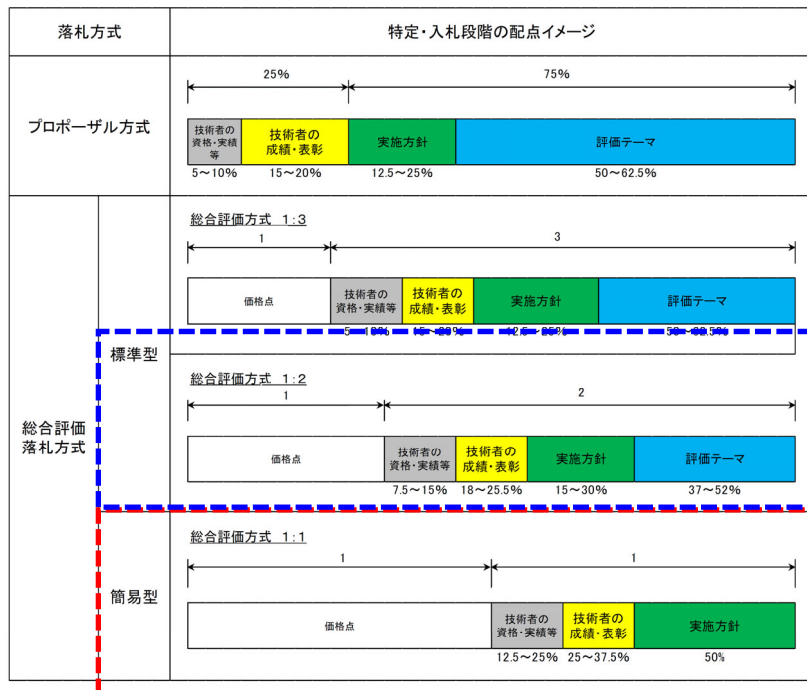 落札方式
特定・入札段階の配点イメージ
プロポーザル方式
25%
75%
技術者の
資格・実績
等
技術者の
成績・表彰
実施方針
評価テーマ
5～10%
15～20%
12.5～25%
50～62.5%
総合評価
落札方式
標準型
総合評価方式 1:3
1
3
価格点
技術者の
資格・実績等
技術者の
成績・表彰
実施方針
評価テーマ
5～10%
15～20%
12.5～25%
50～62.5%
総合評価方式 1:2
1
2
価格点
技術者の
資格・実績等
技術者の
成績・表彰
実施方針
評価テーマ
7.5～15%
18～25.5%
15～30%
37～52%
簡易型
総合評価方式 1:1
1
1
価格点
技術者の
資格・実績等
技術者の
成績・表彰
実施方針
12.5～25%
25～37.5%
50%